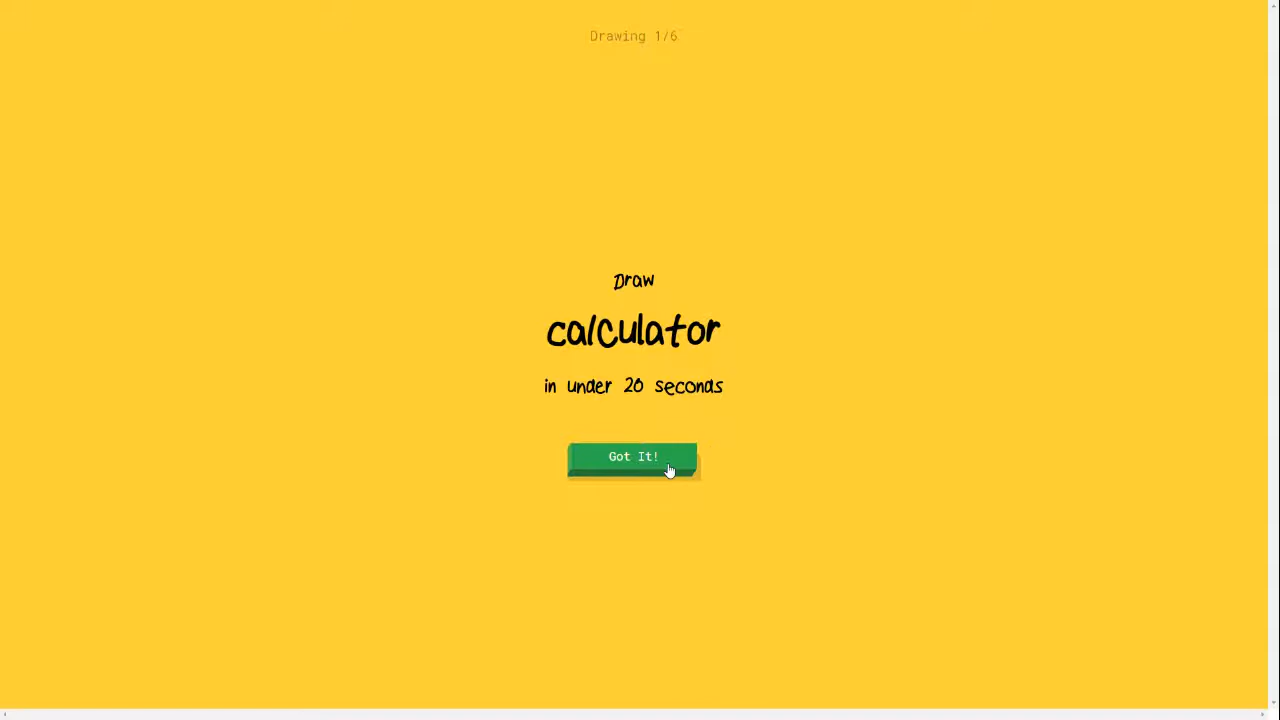 Drawing 1/6
Draw
calculator
in under 20 seconds
Got It!